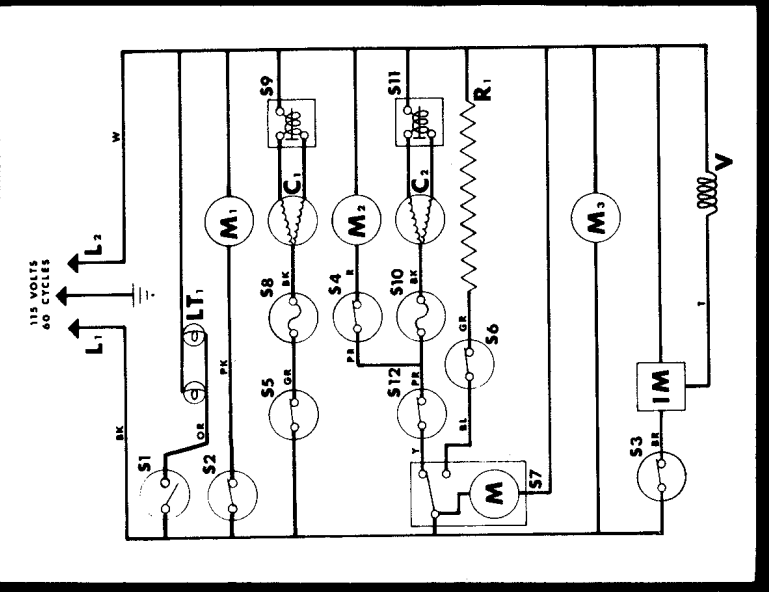 115 VOLTS
60 CYCLES
L1
L2
BK
W
S1
OR
LT1
S2
PK
M1
S5
GR
S8
BK
C1
S9
PR
S4
R
M2
Y
S12
PR
S10
BK
C2
S11
BL
S6
GR
R1
M
S7
M3
S3
BR
IM
T
V